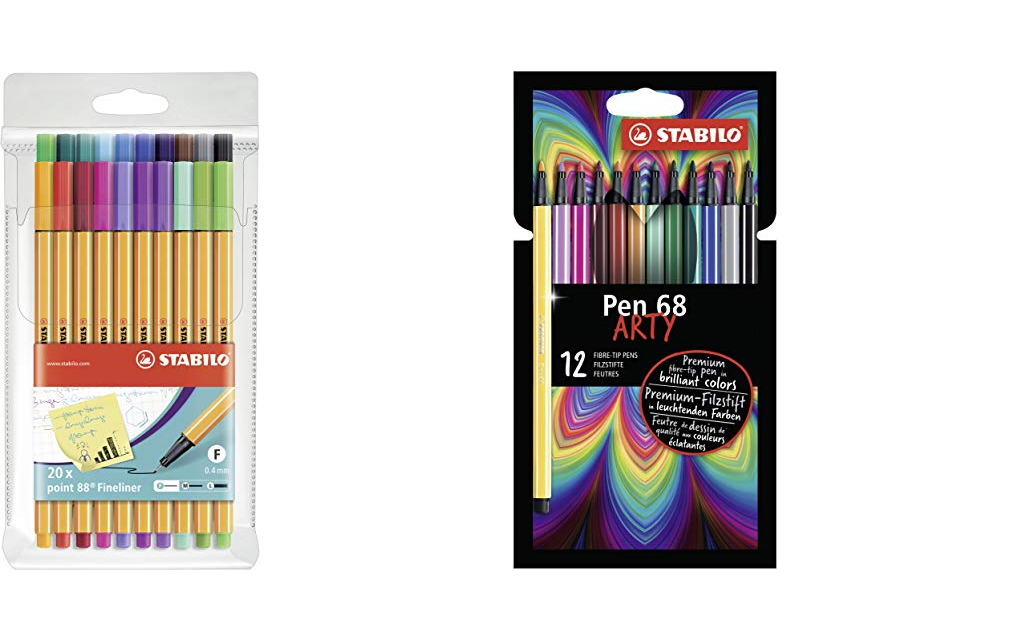 STABILO®
www.stabilo.com
F
0.4 mm
20 x
point 88® Fineliner
F
M
L
STABILO®
Pen 68
ARTY
12
FIBRE-TIP PENS
FILZSTIFTE
FEUTRES
Premium
fibre-tip pen in
brilliant colors
Premium-Filzstift
in leuchtenden Farben
Feutre de dessin de
qualité aux couleurs
éclatantes